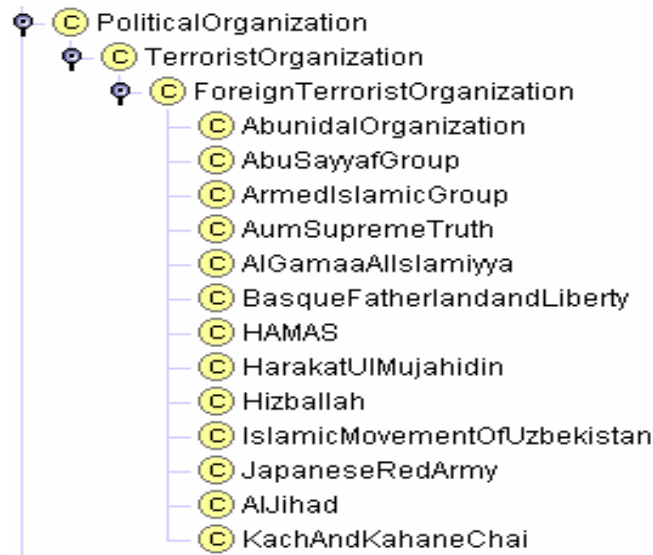 C PoliticalOrganization
C TerroristOrganization
C ForeignTerroristOrganization
C AbunidalOrganization
C AbuSayyafGroup
C ArmedIslamicGroup
C AumSupremeTruth
C AlGamaaAlIslamiyya
C BasqueFatherlandandLiberty
C HAMAS
C HarakatUlMujahidin
C Hizballah
C IslamicMovementOfUzbekistan
C JapaneseRedArmy
C AlJihad
C KachAndKahaneChai